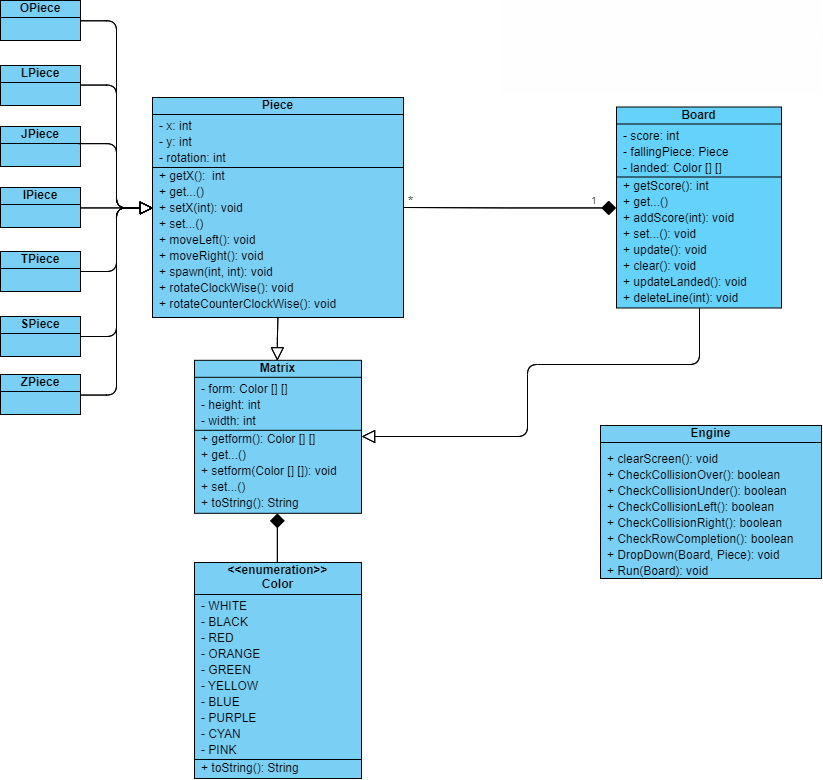 OPiece
LPiece
JPiece
IPiece
TPiece
SPiece
ZPiece
Piece
- x: int
- y: int
- rotation: int
+ getX():  int
+ get...()
+ setX(int): void
+ set...()
+ moveLeft(): void
+ moveRight(): void
+ spawn(int, int): void
+ rotateClockWise(): void
+ rotateCounterClockWise(): void
*
1
Board
- score: int
- fallingPiece: Piece
- landed: Color [] []
+ getScore(): int
+ get...()
+ addScore(int): void
+ set...(): void
+ update(): void
+ clear(): void
+ updateLanded(): void
+ deleteLine(int): void
Matrix
- form: Color [] []
- height: int
- width: int
+ getform(): Color [] []
+ get...()
+ setform(Color [] []): void
+ set...()
+ toString(): String
<<enumeration>>
Color
- WHITE
- BLACK
- RED
- ORANGE
- GREEN
- YELLOW
- BLUE
- PURPLE
- CYAN
- PINK
+ toString(): String
Engine
+ clearScreen(): void
+ CheckCollisionOver(): boolean
+ CheckCollisionUnder(): boolean
+ CheckCollisionLeft(): boolean
+ CheckCollisionRight(): boolean
+ CheckRowCompletion(): boolean
+ DropDown(Board, Piece): void
+ Run(Board): void